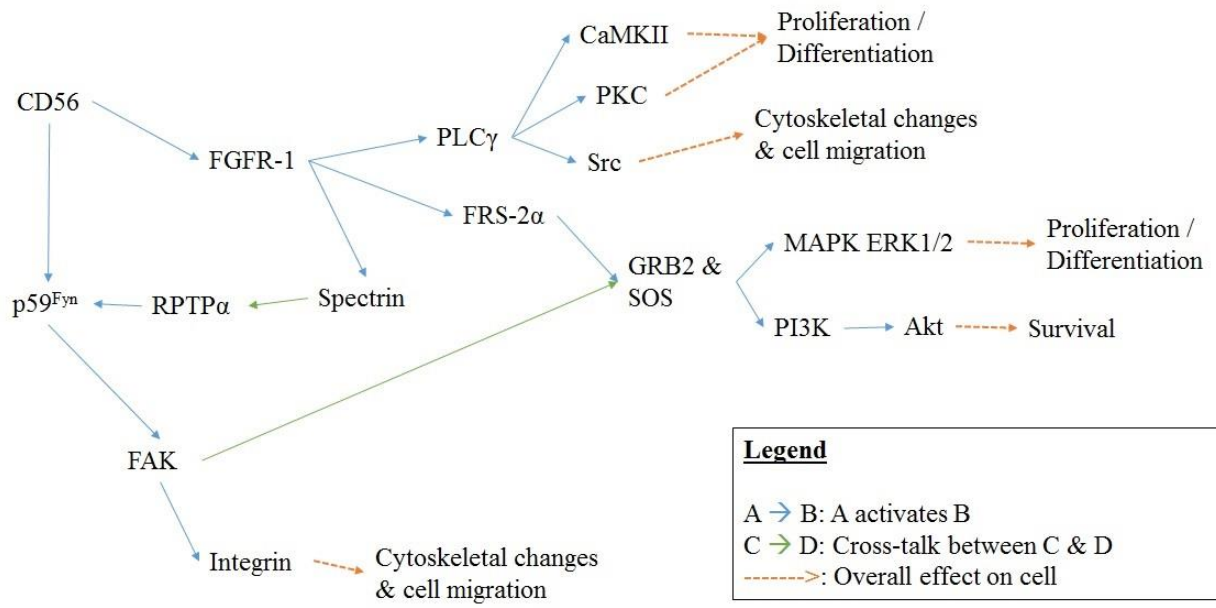 CD56
FGFR-1
PLCγ
CaMKII
PKC
Src
Proliferation /
Differentiation
Cytoskeletal changes
& cell migration
FRS-2α
GRB2 &
SOS
MAPK ERK1/2
Proliferation /
Differentiation
PI3K
Akt
Survival
p59Fyn
RPTPα
Spectrin
FAK
Integrin
Cytoskeletal changes
& cell migration
Legend
A → B: A activates B
C → D: Cross-talk between C & D
------->: Overall effect on cell